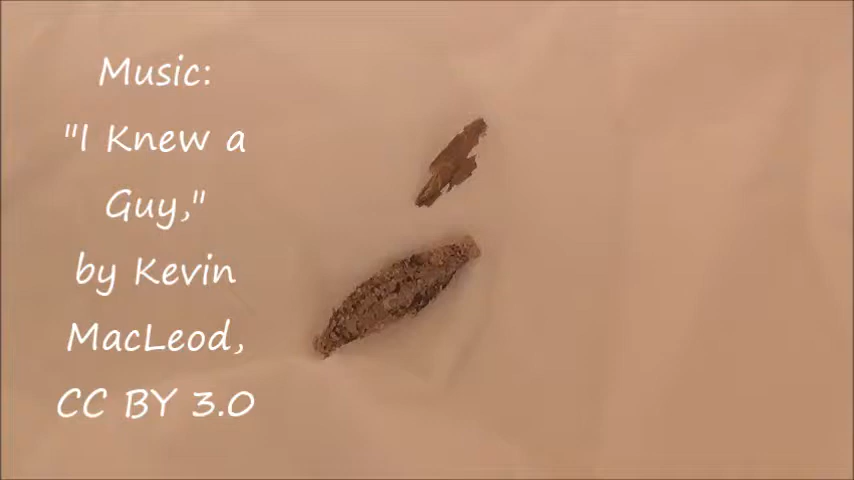 Music:
"I Knew a
Guy,"
by Kevin
MacLeod,
CC BY 3.0